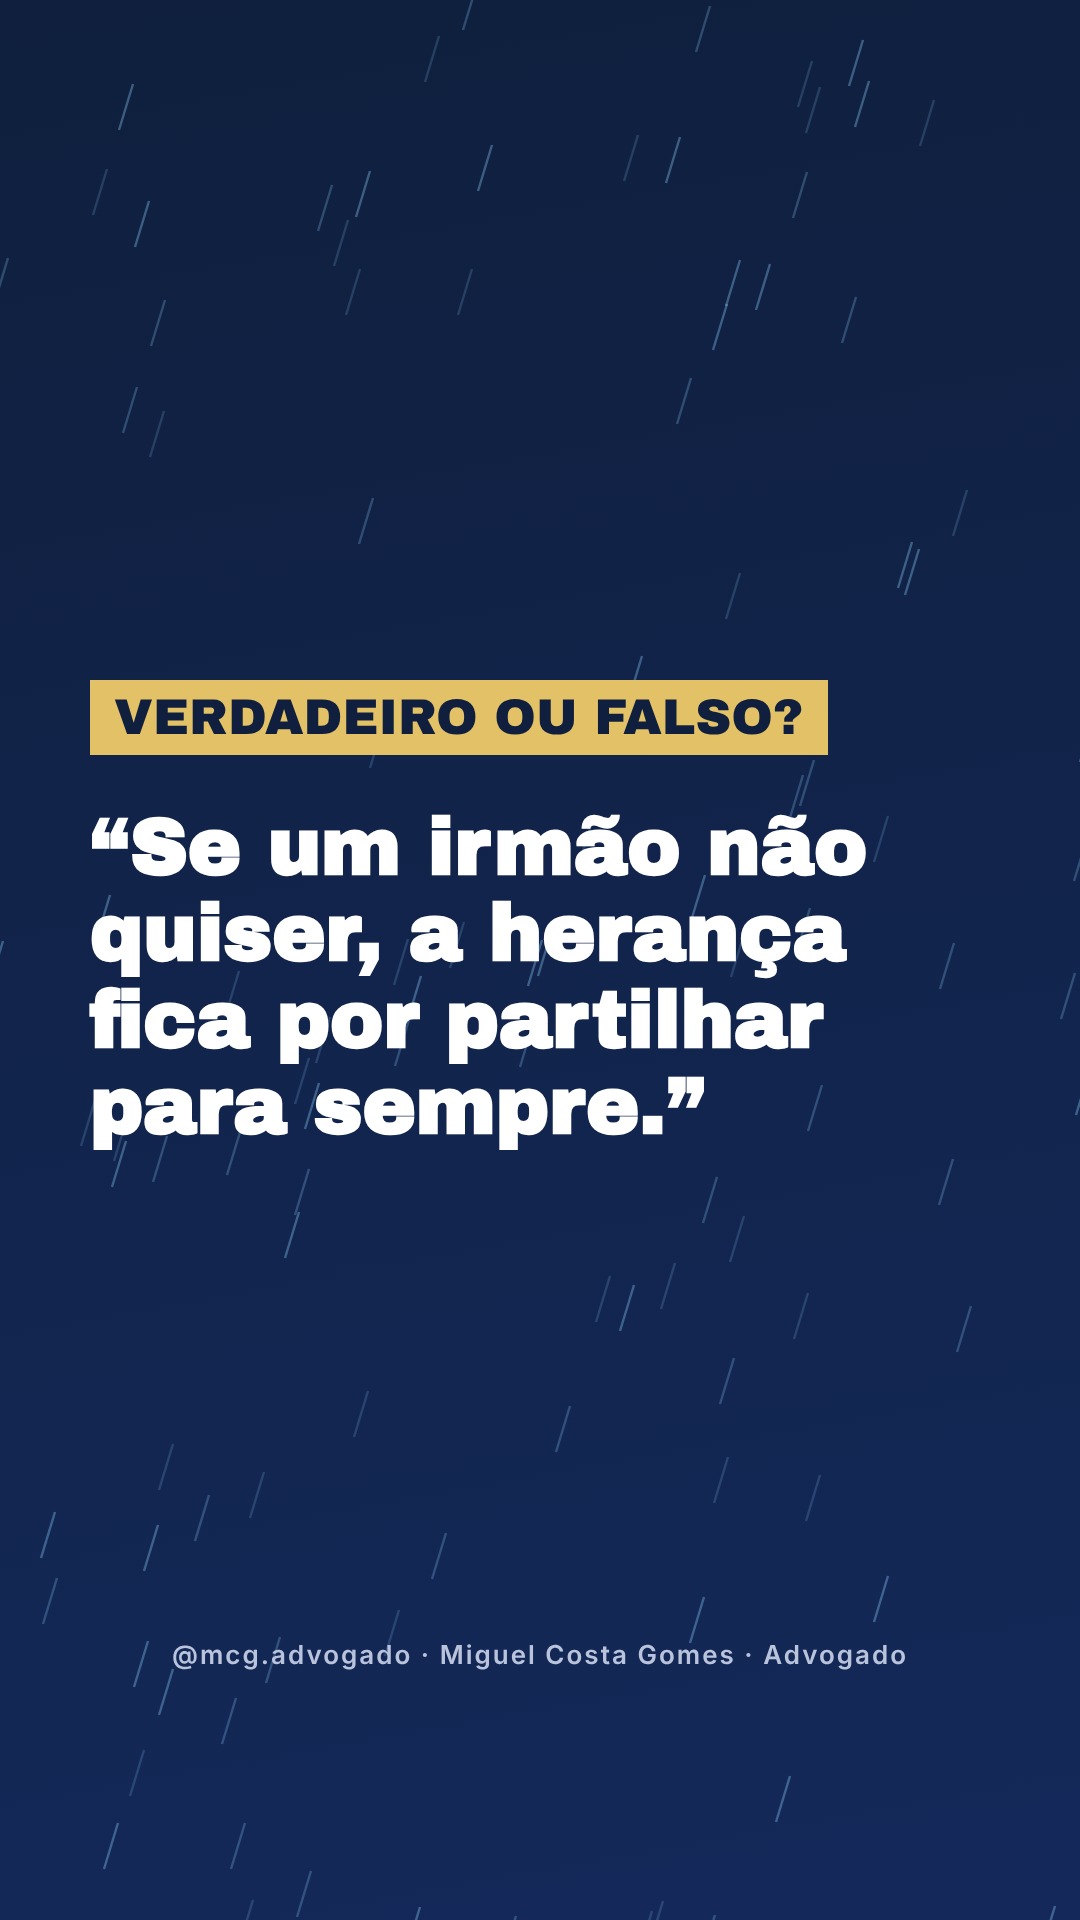 VERDADEIRO OU FALSO?
“Se um irmão não
quiser, a herança
fica por partilhar
para sempre.”
@mcg.advogado · Miguel Costa Gomes · Advogado